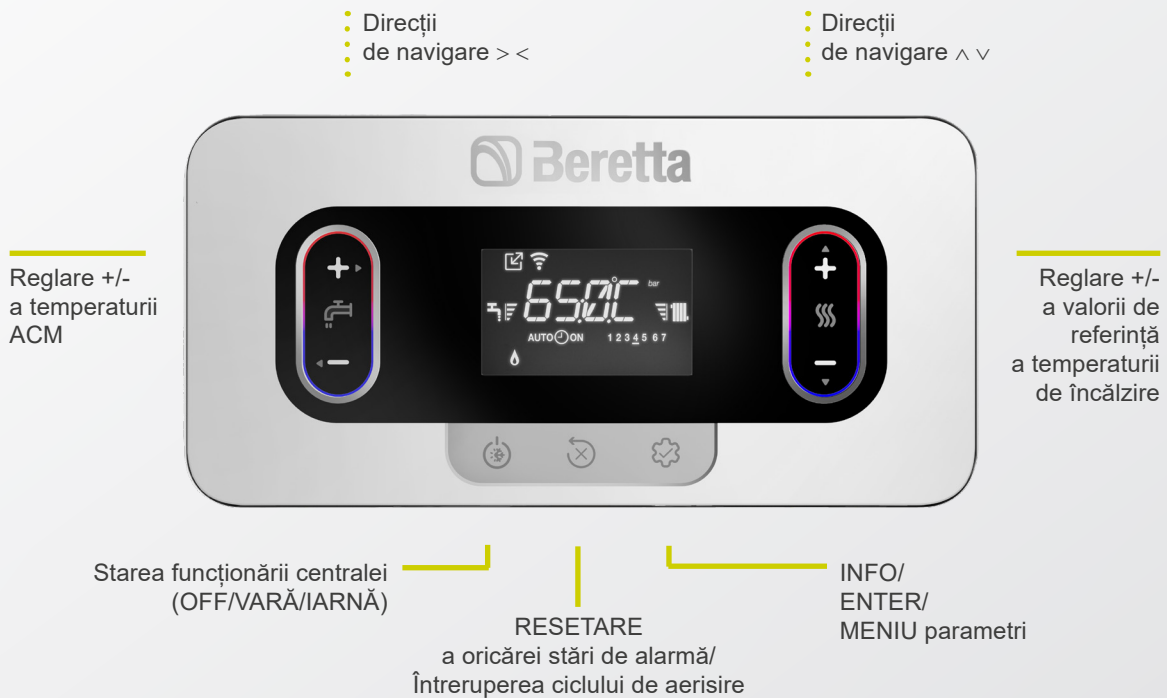 Direcții
de navigare > <
Direcții
de navigare ∧ ∨
Beretta
Reglare +/-
a temperaturii
ACM
65.0°C bar
AUTO ON 1 2 3 4 5 6 7
Reglare +/-
a valorii de
referință
a temperaturii
de încălzire
Starea funcționării centralei
(OFF/VARĂ/IARNĂ)
RESETARE
a oricărei stări de alarmă/
Întreruperea ciclului de aerisire
INFO/
ENTER/
MENIU parametri